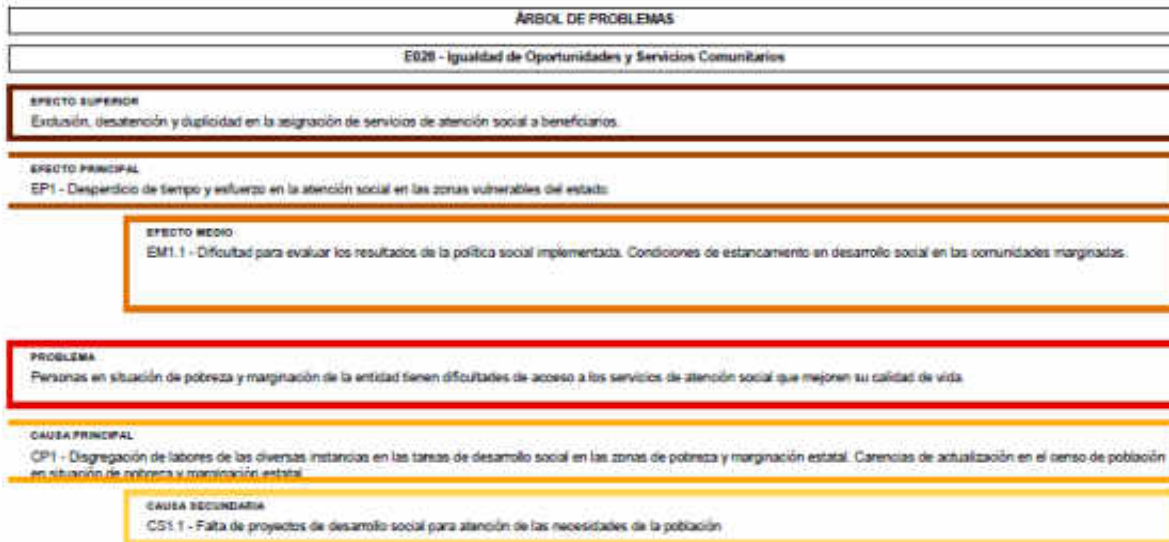 ÁRBOL DE PROBLEMAS
E028 - Igualdad de Oportunidades y Servicios Comunitarios
EFECTO SUPERIOR
Exclusión, desatención y duplicidad en la asignación de servicios de atención social a beneficiarios.
EFECTO PRINCIPAL
EP1 - Desperdicio de tiempo y esfuerzo en la atención social en las zonas vulnerables del estado
EFECTO MEDIO
EM1.1 - Dificultad para evaluar los resultados de la política social implementada. Condiciones de estancamiento en desarrollo social en las comunidades marginadas.
PROBLEMA
Personas en situación de pobreza y marginación de la entidad tienen dificultades de acceso a los servicios de atención social que mejoren su calidad de vida
CAUSA PRINCIPAL
CP1 - Disgregación de labores de las diversas instancias en las tareas de desarrollo social en las zonas de pobreza y marginación estatal. Carencias de actualización en el censo de población
en situación de pobreza y marginación estatal
CAUSA SECUNDARIA
CS1.1 - Falta de proyectos de desarrollo social para atención de las necesidades de la población